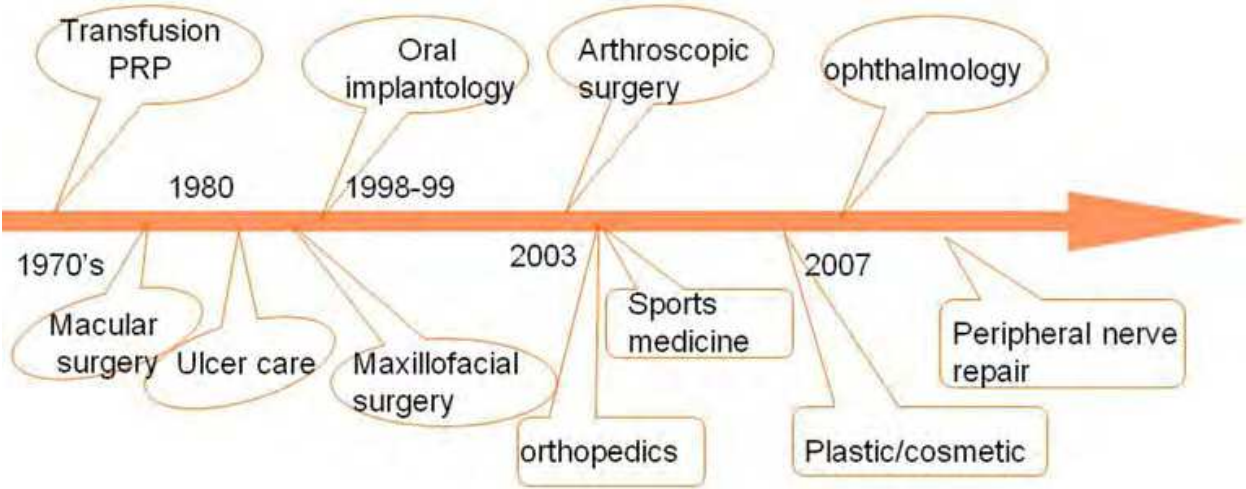 Transfusion
PRP
Oral
implantology
Arthroscopic
surgery
ophthalmology
1980
1998-99
1970's
2003
2007
Macular
surgery
Ulcer care
Maxillofacial
surgery
Sports
medicine
Peripheral nerve
repair
orthopedics
Plastic/cosmetic